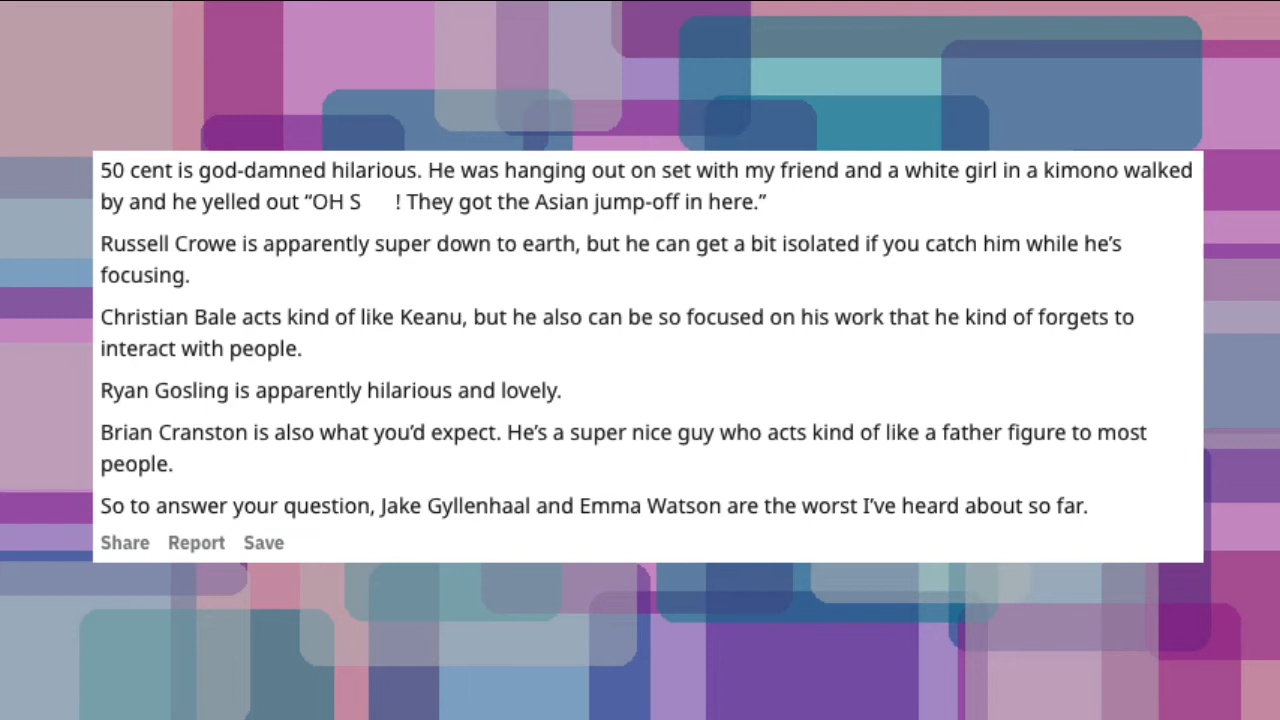 50 cent is god-damned hilarious. He was hanging out on set with my friend and a white girl in a kimono walked
by and he yelled out “OH S ! They got the Asian jump-off in here.”
Russell Crowe is apparently super down to earth, but he can get a bit isolated if you catch him while he’s
focusing.
Christian Bale acts kind of like Keanu, but he also can be so focused on his work that he kind of forgets to
interact with people.
Ryan Gosling is apparently hilarious and lovely.
Brian Cranston is also what you’d expect. He’s a super nice guy who acts kind of like a father figure to most
people.
So to answer your question, Jake Gyllenhaal and Emma Watson are the worst I’ve heard about so far.
Share Report Save